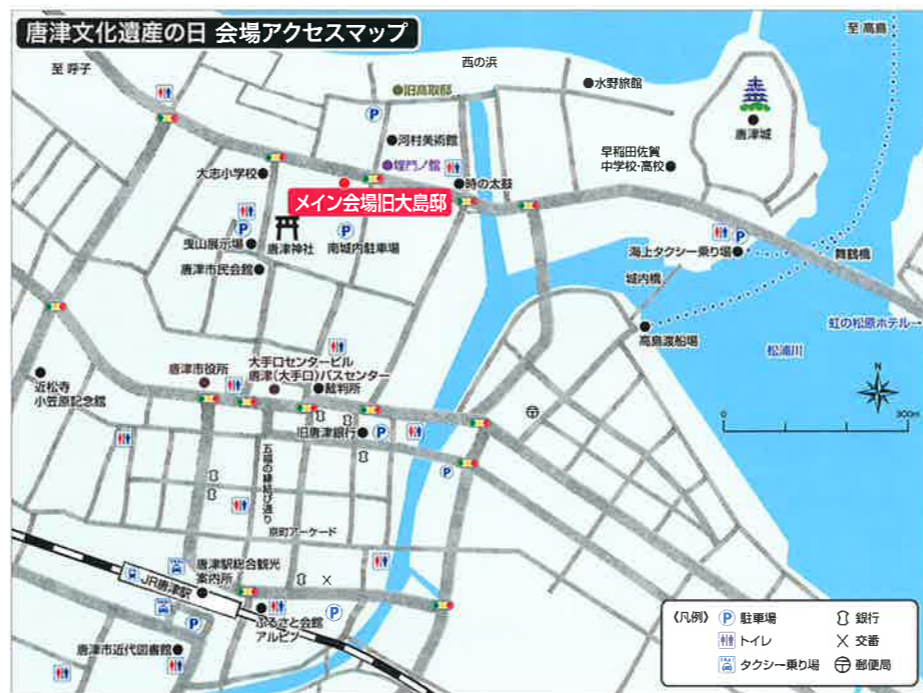 唐津文化遺産の日 会場アクセスマップ
至 呼子
西の浜
至 高島
旧高取邸
水野旅館
唐津城
P
河村美術館
埋門ノ館
早稲田佐賀
中学校・高校
大志小学校
時の太鼓
メイン会場旧大島邸
P
曳山展示場
唐津神社
P
南城内駐車場
P
海上タクシー乗り場
舞鶴橋
唐津市民会館
城内橋
虹の松原ホテル
高島渡船場
松浦川
近松寺
小笠原記念館
唐津市役所
大手口センタービル
唐津(大手口)バスセンター
裁判所
N
0
300m
旧唐津銀行
P
五福の縁結び通り
P
京町アーケード
唐津駅総合観光
案内所
JR唐津駅
P
ふるさと会館
アルピノ
P
唐津市近代図書館
《凡例》
P 駐車場
銀行
トイレ
交番
タクシー乗り場
郵便局